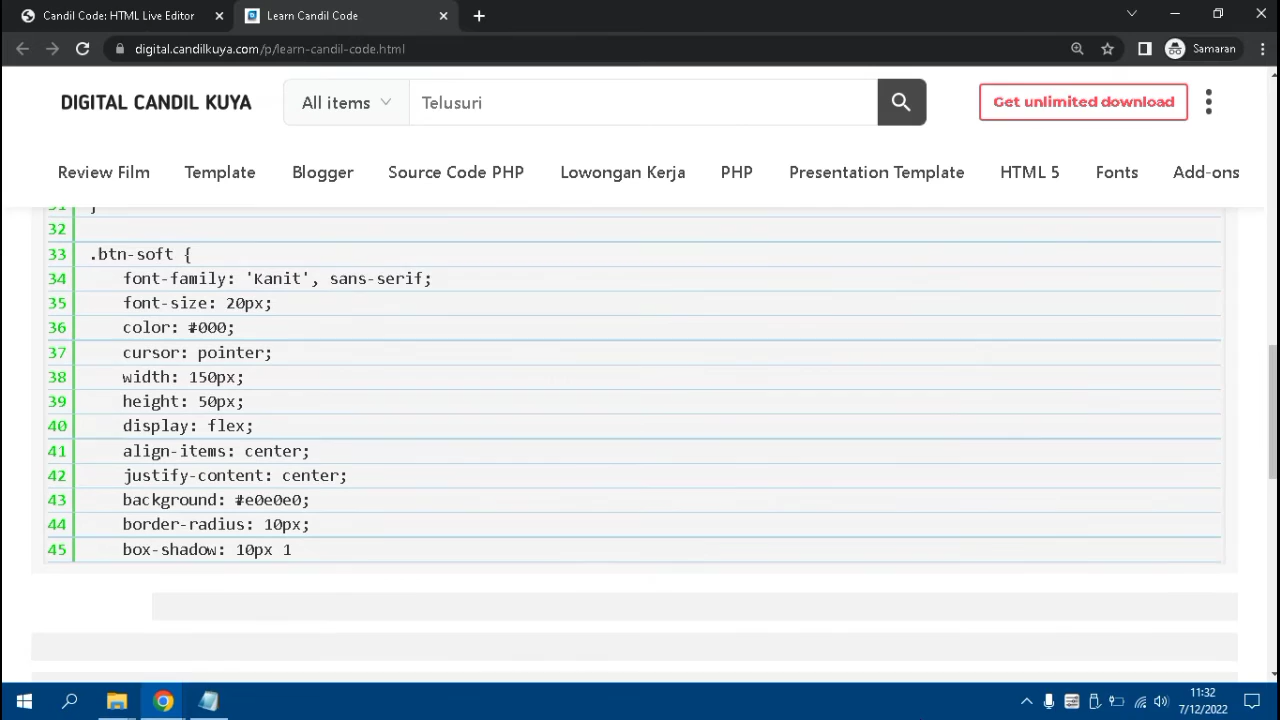 Candil Code: HTML Live Editor
Learn Candil Code
digital.candilkuya.com/p/learn-candil-code.html
Samaran
DIGITAL CANDIL KUYA
All items
Telusuri
Get unlimited download
Review Film
Template
Blogger
Source Code PHP
Lowongan Kerja
PHP
Presentation Template
HTML 5
Fonts
Add-ons
31 }
32
33 .btn-soft {
34 font-family: 'Kanit', sans-serif;
35 font-size: 20px;
36 color: #000;
37 cursor: pointer;
38 width: 150px;
39 height: 50px;
40 display: flex;
41 align-items: center;
42 justify-content: center;
43 background: #e0e0e0;
44 border-radius: 10px;
45 box-shadow: 10px 1
11:32
7/12/2022